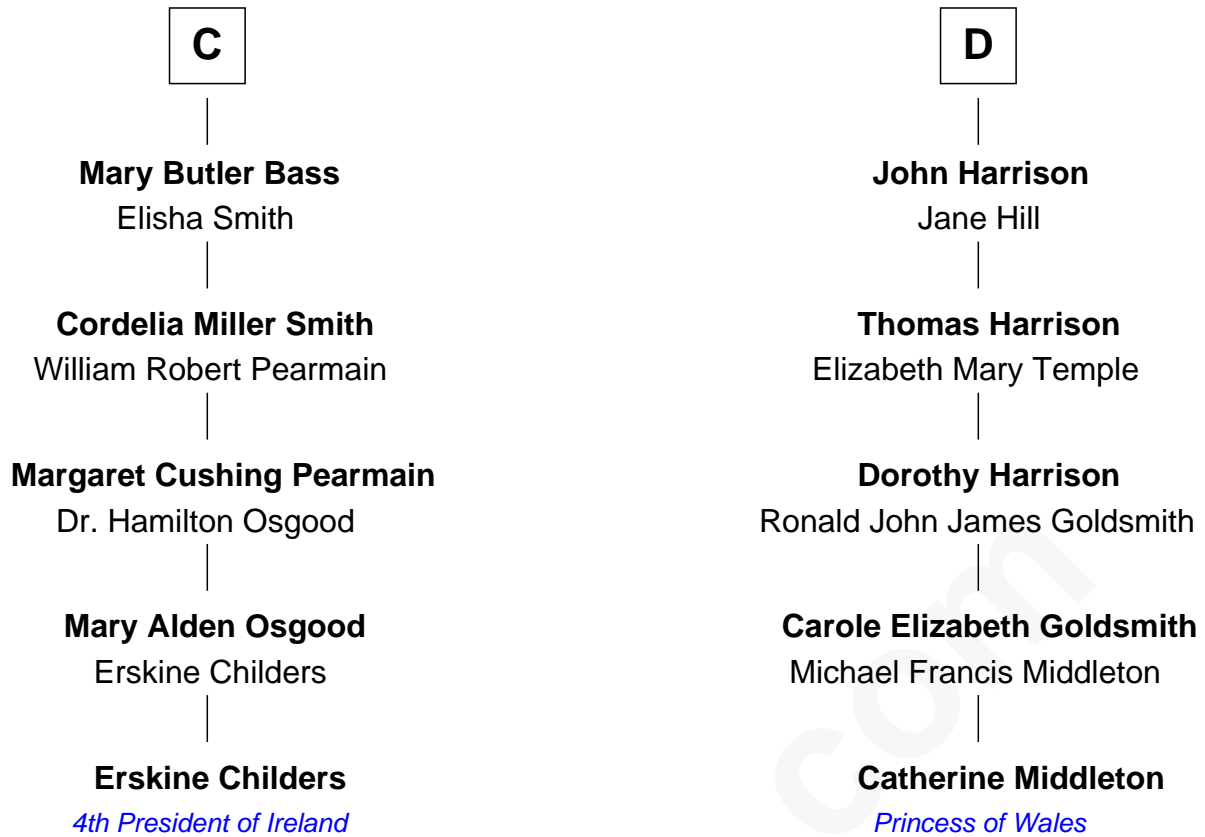 C
Mary Butler Bass
Elisha Smith
Cordelia Miller Smith
William Robert Pearmain
Margaret Cushing Pearmain
Dr. Hamilton Osgood
Mary Alden Osgood
Erskine Childers
Erskine Childers
4th President of Ireland
D
John Harrison
Jane Hill
Thomas Harrison
Elizabeth Mary Temple
Dorothy Harrison
Ronald John James Goldsmith
Carole Elizabeth Goldsmith
Michael Francis Middleton
Catherine Middleton
Princess of Wales
com